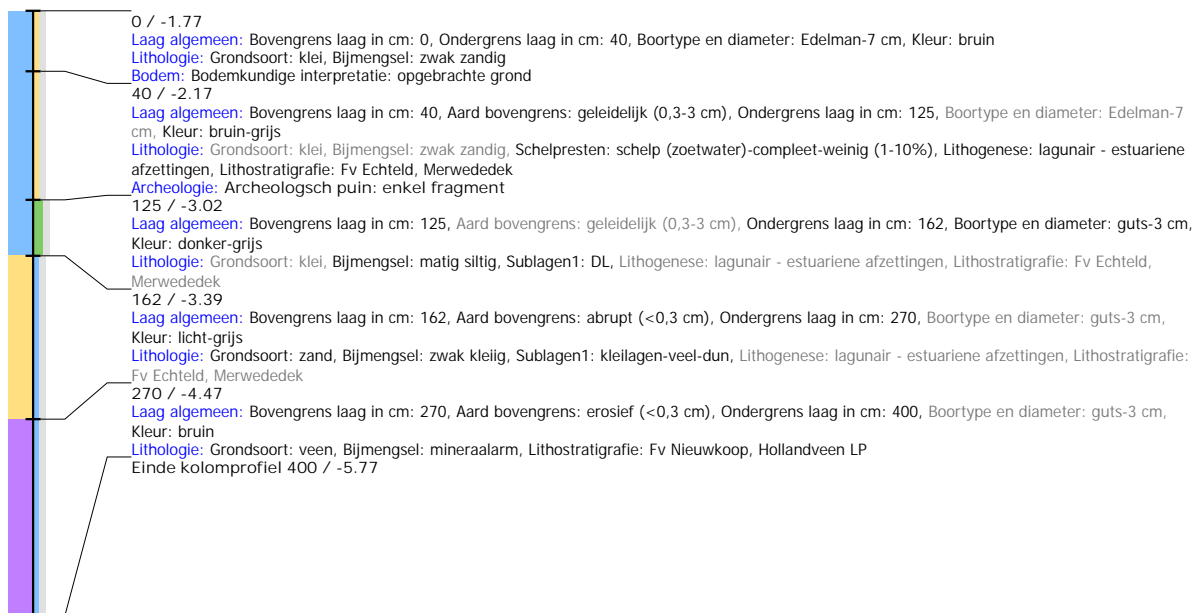 0 / -1.77
Laag algemeen: Bovengrens laag in cm: 0, Ondergrens laag in cm: 40, Boortype en diameter: Edelman-7 cm, Kleur: bruin
Lithologie: Grondsoort: klei, Bijmengsel: zwak zandig
Bodem: Bodemkundige interpretatie: opgebrachte grond
40 / -2.17
Laag algemeen: Bovengrens laag in cm: 40, Aard bovengrens: geleidelijk (0,3-3 cm), Ondergrens laag in cm: 125, Boortype en diameter: Edelman-7
cm, Kleur: bruin-grijs
Lithologie: Grondsoort: klei, Bijmengsel: zwak zandig, Schelpresten: schelp (zoetwater)-compleet-weinig (1-10%), Lithogenese: lagunair - estuariene
afzettingen, Lithostratigrafie: Fv Echteld, Merwededek
Archeologie: Archeologsch puin: enkel fragment
125 / -3.02
Laag algemeen: Bovengrens laag in cm: 125, Aard bovengrens: geleidelijk (0,3-3 cm), Ondergrens laag in cm: 162, Boortype en diameter: guts-3 cm,
Kleur: donker-grijs
Lithologie: Grondsoort: klei, Bijmengsel: matig siltig, Sublagen1: DL, Lithogenese: lagunair - estuariene afzettingen, Lithostratigrafie: Fv Echteld,
Merwededek
162 / -3.39
Laag algemeen: Bovengrens laag in cm: 162, Aard bovengrens: abrupt (<0,3 cm), Ondergrens laag in cm: 270, Boortype en diameter: guts-3 cm,
Kleur: licht-grijs
Lithologie: Grondsoort: zand, Bijmengsel: zwak kleiig, Sublagen1: kleilagen-veel-dun, Lithogenese: lagunair - estuariene afzettingen, Lithostratigrafie:
Fv Echteld, Merwededek
270 / -4.47
Laag algemeen: Bovengrens laag in cm: 270, Aard bovengrens: erosief (<0,3 cm), Ondergrens laag in cm: 400, Boortype en diameter: guts-3 cm,
Kleur: bruin
Lithologie: Grondsoort: veen, Bijmengsel: mineraalarm, Lithostratigrafie: Fv Nieuwkoop, Hollandveen LP
Einde kolomprofiel 400 / -5.77